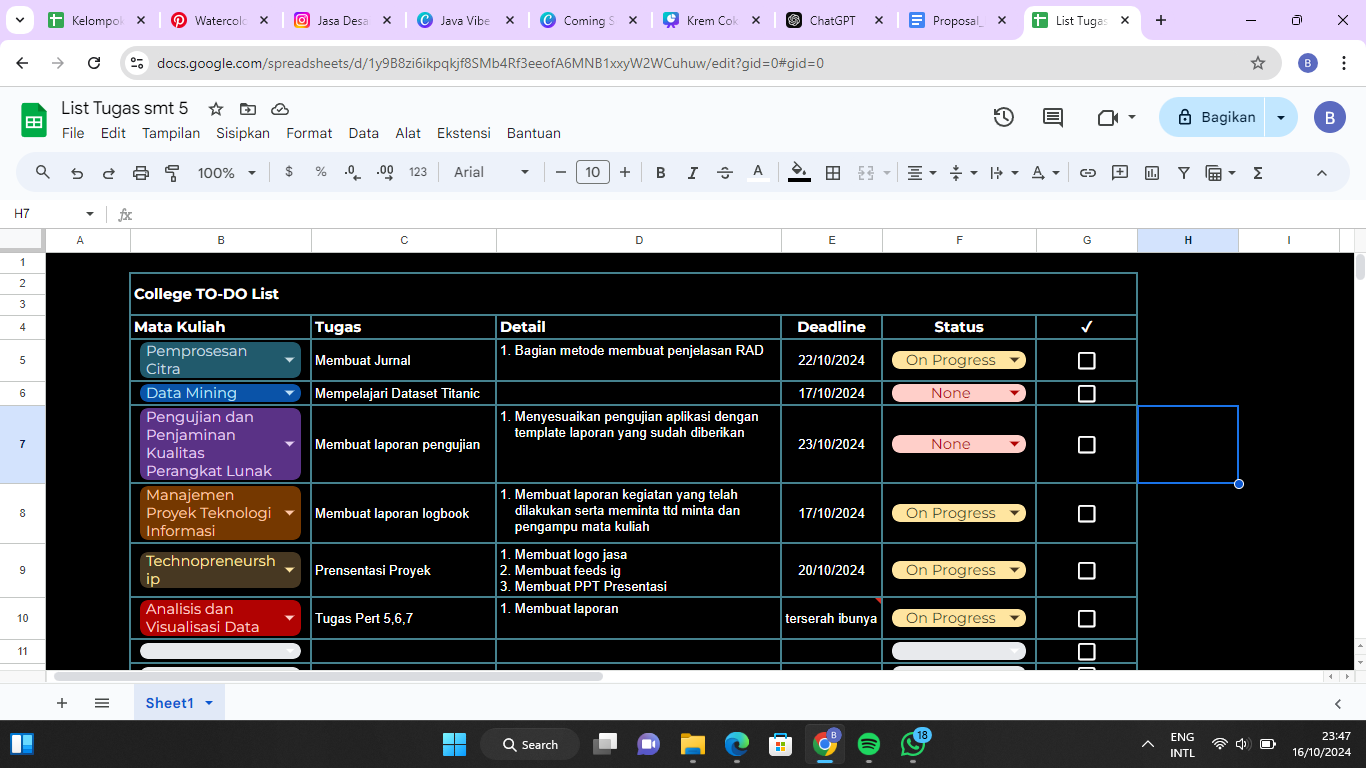 Kelompok
Watercolo
Jasa Desa
Java Vibe
Coming S
Krem Cok
ChatGPT
Proposal_
List Tugas
docs.google.com/spreadsheets/d/1y9B8zi6ikpqkjf8SMb4Rf3eeofA6MNB1xxyW2WCuhuw/edit?gid=0#gid=0
B
List Tugas smt 5
File Edit Tampilan Sisipkan Format Data Alat Ekstensi Bantuan
Bagikan
B
100% $ % .0 .00 123 Arial 10 B I A
H7
fx
A B C D E F G H I
1
2
College TO-DO List
3
4 Mata Kuliah Tugas Detail Deadline Status ✓
5 Pemprosesan
Citra
Membuat Jurnal
1. Bagian metode membuat penjelasan RAD
22/10/2024
On Progress
6 Data Mining Mempelajari Dataset Titanic 17/10/2024 None
7 Pengujian dan
Penjaminan
Kualitas
Perangkat Lunak
Membuat laporan pengujian
1. Menyesuaikan pengujian aplikasi dengan
template laporan yang sudah diberikan
23/10/2024
None
8 Manajemen
Proyek Teknologi
Informasi
Membuat laporan logbook
1. Membuat laporan kegiatan yang telah
dilakukan serta meminta ttd minta dan
pengampu mata kuliah
17/10/2024
On Progress
9 Technopreneursh
ip
Prensentasi Proyek
1. Membuat logo jasa
2. Membuat feeds ig
3. Membuat PPT Presentasi
20/10/2024
On Progress
10 Analisis dan
Visualisasi Data
Tugas Pert 5,6,7
1. Membuat laporan
terserah ibunya
On Progress
11
Sheet1
Search
B
18
ENG
INTL
23:47
16/10/2024